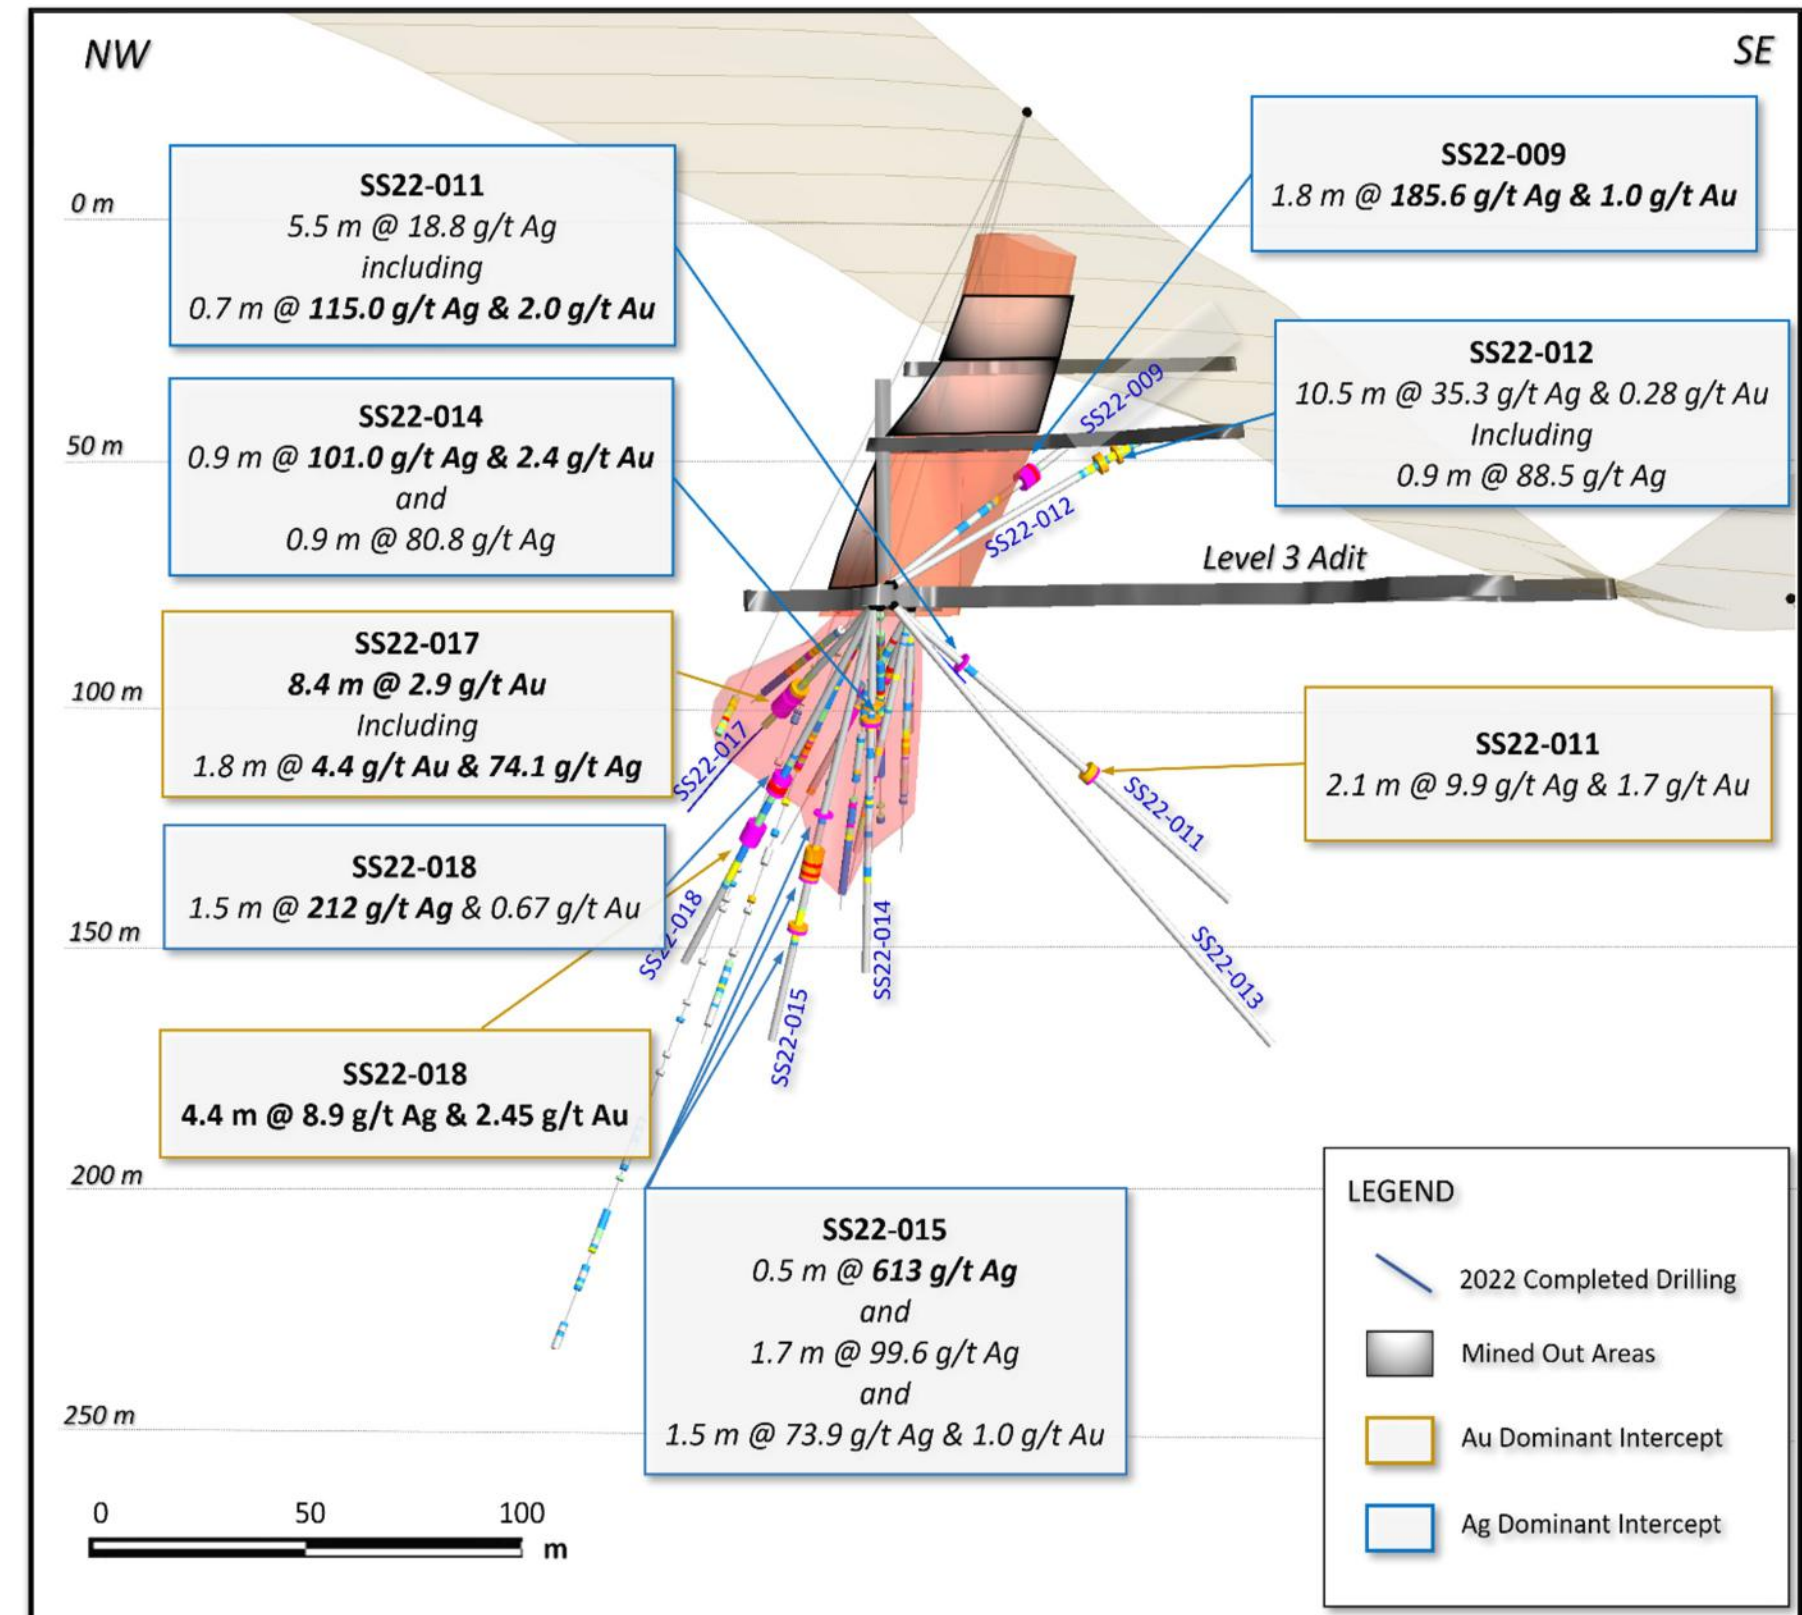 NW
SE
SS22-011
5.5 m @ 18.8 g/t Ag
including
0.7 m @ 115.0 g/t Ag & 2.0 g/t Au
SS22-009
1.8 m @ 185.6 g/t Ag & 1.0 g/t Au
0 m
SS22-014
0.9 m @ 101.0 g/t Ag & 2.4 g/t Au
and
0.9 m @ 80.8 g/t Ag
SS22-012
10.5 m @ 35.3 g/t Ag & 0.28 g/t Au
Including
0.9 m @ 88.5 g/t Ag
50 m
SS22-009
SS22-012
Level 3 Adit
SS22-017
8.4 m @ 2.9 g/t Au
Including
1.8 m @ 4.4 g/t Au & 74.1 g/t Ag
100 m
SS22-017
SS22-011
2.1 m @ 9.9 g/t Ag & 1.7 g/t Au
SS22-011
SS22-018
1.5 m @ 212 g/t Ag & 0.67 g/t Au
150 m
SS22-018
SS22-014
SS22-013
SS22-015
SS22-018
4.4 m @ 8.9 g/t Ag & 2.45 g/t Au
200 m
SS22-015
0.5 m @ 613 g/t Ag
and
1.7 m @ 99.6 g/t Ag
and
1.5 m @ 73.9 g/t Ag & 1.0 g/t Au
250 m
0 50 100
m
LEGEND
2022 Completed Drilling
Mined Out Areas
Au Dominant Intercept
Ag Dominant Intercept